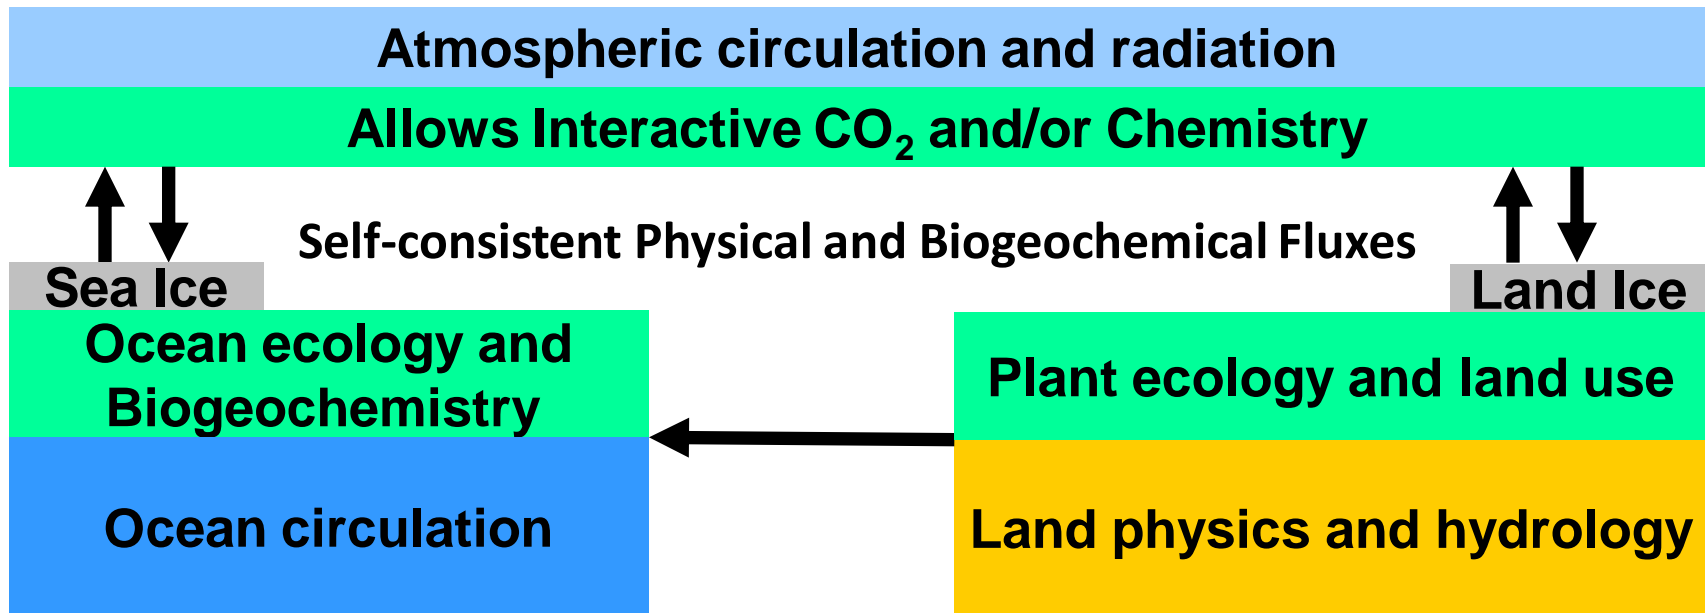 Atmospheric circulation and radiation
Allows Interactive CO₂ and/or Chemistry
Self-consistent Physical and Biogeochemical Fluxes
Sea Ice
Land Ice
Ocean ecology and
Biogeochemistry
Plant ecology and land use
Ocean circulation
Land physics and hydrology